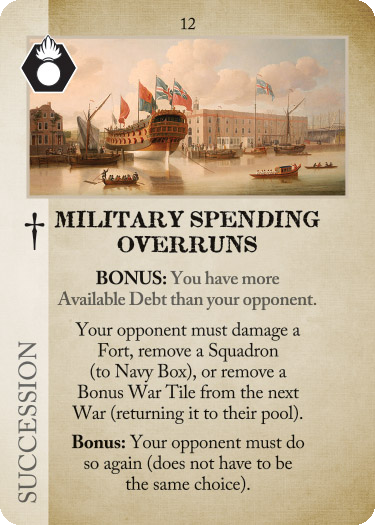 12
† MILITARY SPENDING
OVERRUNS
BONUS: You have more
Available Debt than your opponent.
Your opponent must damage a
Fort, remove a Squadron
(to Navy Box), or remove a
Bonus War Tile from the next
War (returning it to their pool).
Bonus: Your opponent must do
so again (does not have to be
the same choice).
SUCCESSION